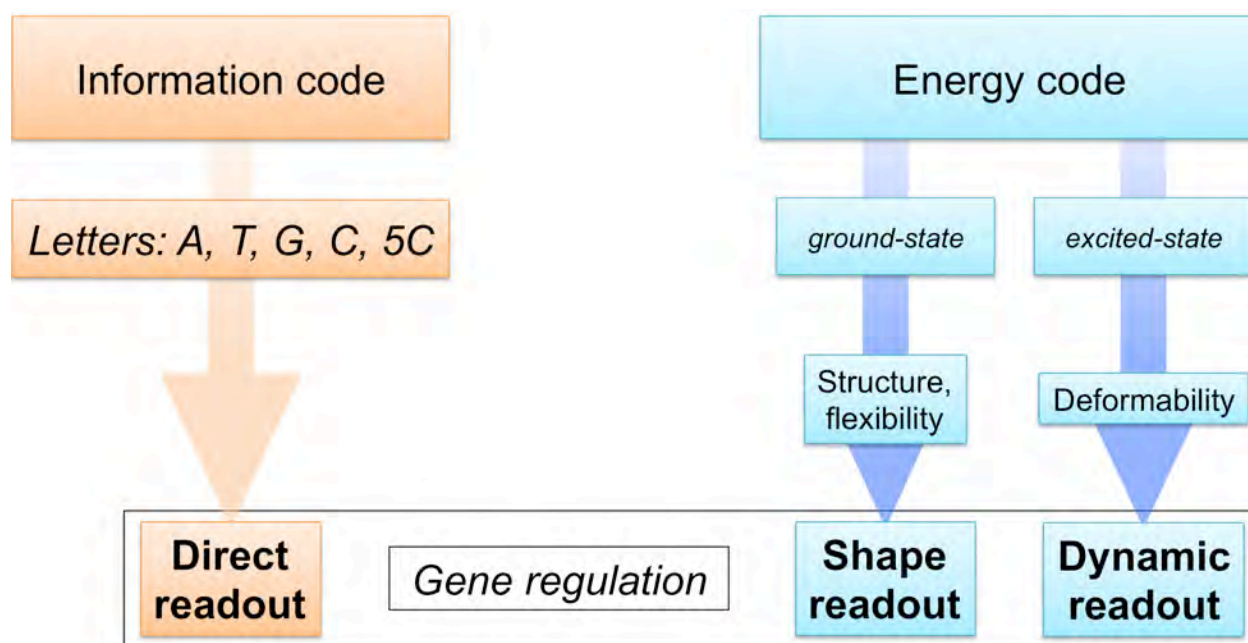 Information code
Energy code
Letters: A, T, G, C, 5C
ground-state
excited-state
Structure,
flexibility
Deformability
Direct
readout
Gene regulation
Shape
readout
Dynamic
readout